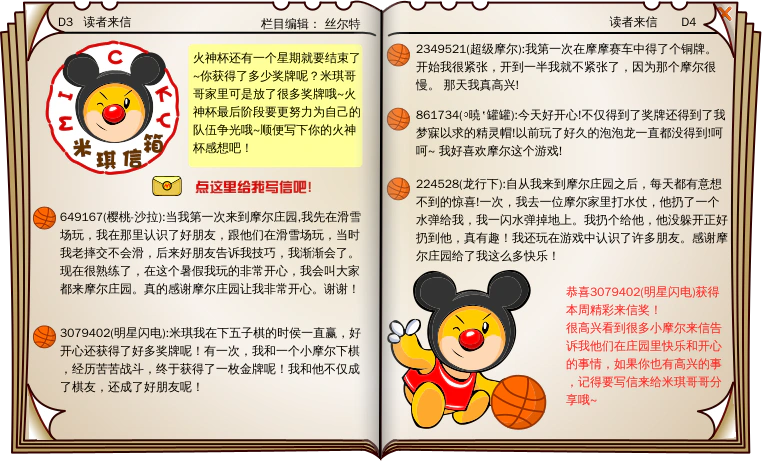 D3 读者来信
栏目编辑： 丝尔特
MICKY
米琪信箱
火神杯还有一个星期就要结束了
~你获得了多少奖牌呢？米琪哥
哥家里可是放了很多奖牌哦~火
神杯最后阶段要更努力为自己的
队伍争光哦~顺便写下你的火神
杯感想吧！
点这里给我写信吧!
649167(樱桃·沙拉):当我第一次来到摩尔庄园,我先在滑雪
场玩，我在那里认识了好朋友，跟他们在滑雪场玩，当时
我老摔交不会滑，后来好朋友告诉我技巧，我渐渐会了。
现在很熟练了，在这个暑假我玩的非常开心，我会叫大家
都来摩尔庄园。真的感谢摩尔庄园让我非常开心。谢谢！
3079402(明星闪电):米琪我在下五子棋的时侯一直赢，好
开心还获得了好多奖牌呢！有一次，我和一个小摩尔下棋
，经历苦苦战斗，终于获得了一枚金牌呢！我和他不仅成
了棋友，还成了好朋友呢！
读者来信 D4
2349521(超级摩尔):我第一次在摩摩赛车中得了个铜牌。
开始我很紧张，开到一半我就不紧张了，因为那个摩尔很
慢。 那天我真高兴!
861734(○曉'罐罐):今天好开心!不仅得到了奖牌还得到了我
梦寐以求的精灵帽!以前玩了好久的泡泡龙一直都没得到!呵
呵~ 我好喜欢摩尔这个游戏!
224528(龙行下):自从我来到摩尔庄园之后，每天都有意想
不到的惊喜!一次，我去一位摩尔家里打水仗，他扔了一个
水弹给我，我一闪水弹掉地上。我扔个给他，他没躲开正好
扔到他，真有趣！我还玩在游戏中认识了许多朋友。感谢摩
尔庄园给了我这么多快乐！
恭喜3079402(明星闪电)获得
本周精彩来信奖！
很高兴看到很多小摩尔来信告
诉我他们在庄园里快乐和开心
的事情，如果你也有高兴的事
，记得要写信来给米琪哥哥分
享哦~